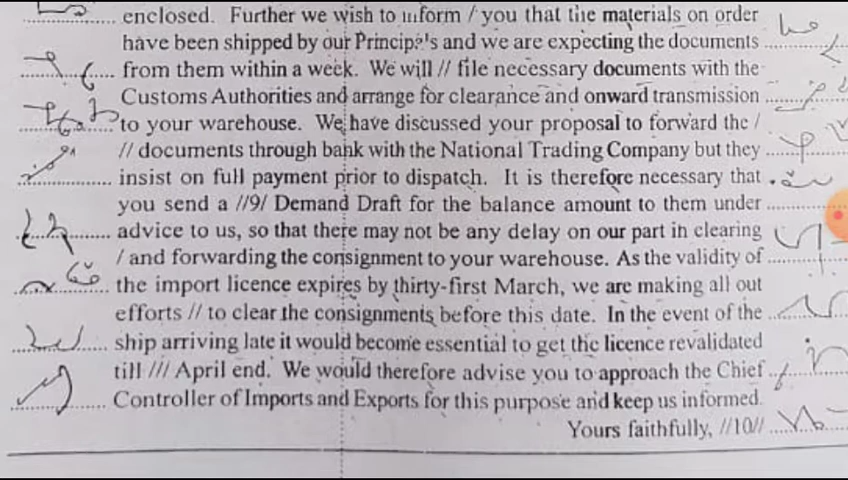 enclosed. Further we wish to inform / you that the materials on order
have been shipped by our Principals and we are expecting the documents
from them within a week. We will // file necessary documents with the
Customs Authorities and arrange for clearance and onward transmission
to your warehouse. We have discussed your proposal to forward the /
// documents through bank with the National Trading Company but they
insist on full payment prior to dispatch. It is therefore necessary that
you send a //9/ Demand Draft for the balance amount to them under
advice to us, so that there may not be any delay on our part in clearing
/ and forwarding the consignment to your warehouse. As the validity of
the import licence expires by thirty-first March, we are making all out
efforts // to clear the consignments before this date. In the event of the
ship arriving late it would become essential to get the licence revalidated
till /// April end. We would therefore advise you to approach the Chief
Controller of Imports and Exports for this purpose and keep us informed.
Yours faithfully, //10//